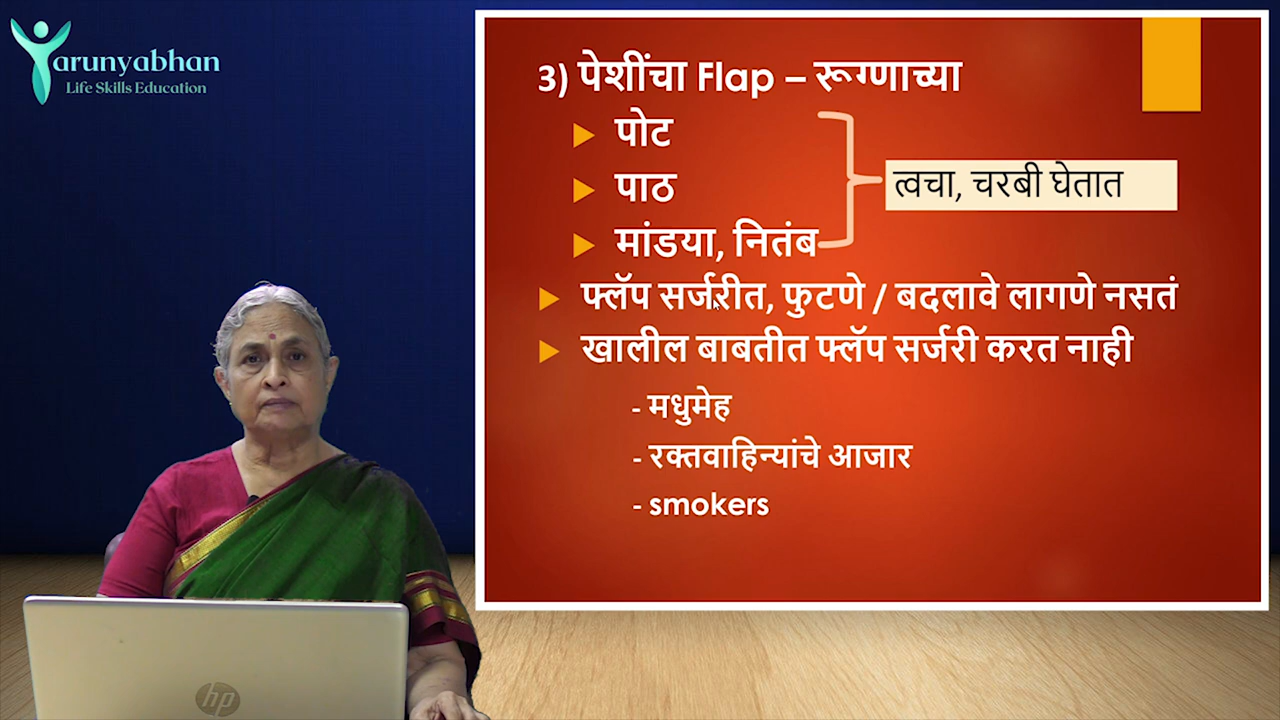 arunyabhan
Life Skills Education
3) पेशींचा Flap – रूग्णाच्या
पोट
पाठ
मांडया, नितंब
त्वचा, चरबी घेतात
फ्लॅप सर्जरीत, फुटणे / बदलावे लागणे नसतं
खालील बाबतीत फ्लॅप सर्जरी करत नाही
- मधुमेह
- रक्तवाहिन्यांचे आजार
- smokers
hp